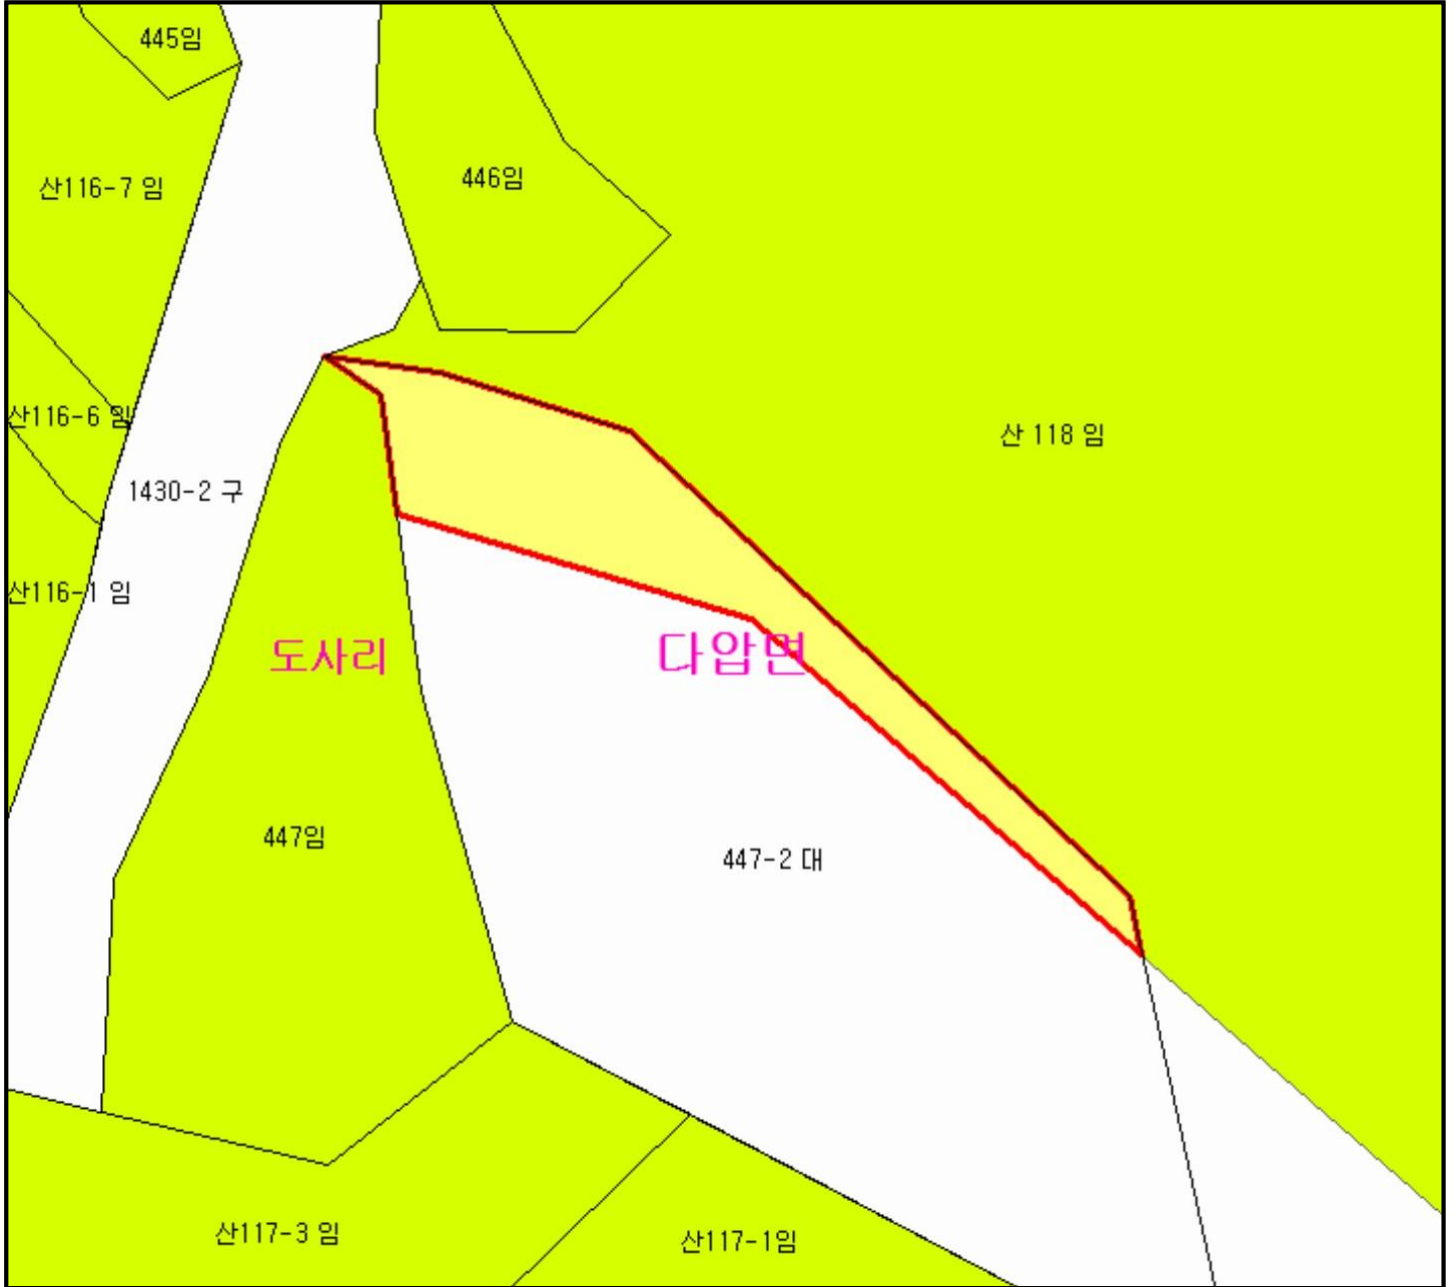 445임
446임
산116-7 임
산116-6 임
산 118 임
1430-2 구
산116-1 임
도사리
다압면
447임
447-2 대
산117-3 임
산117-1임